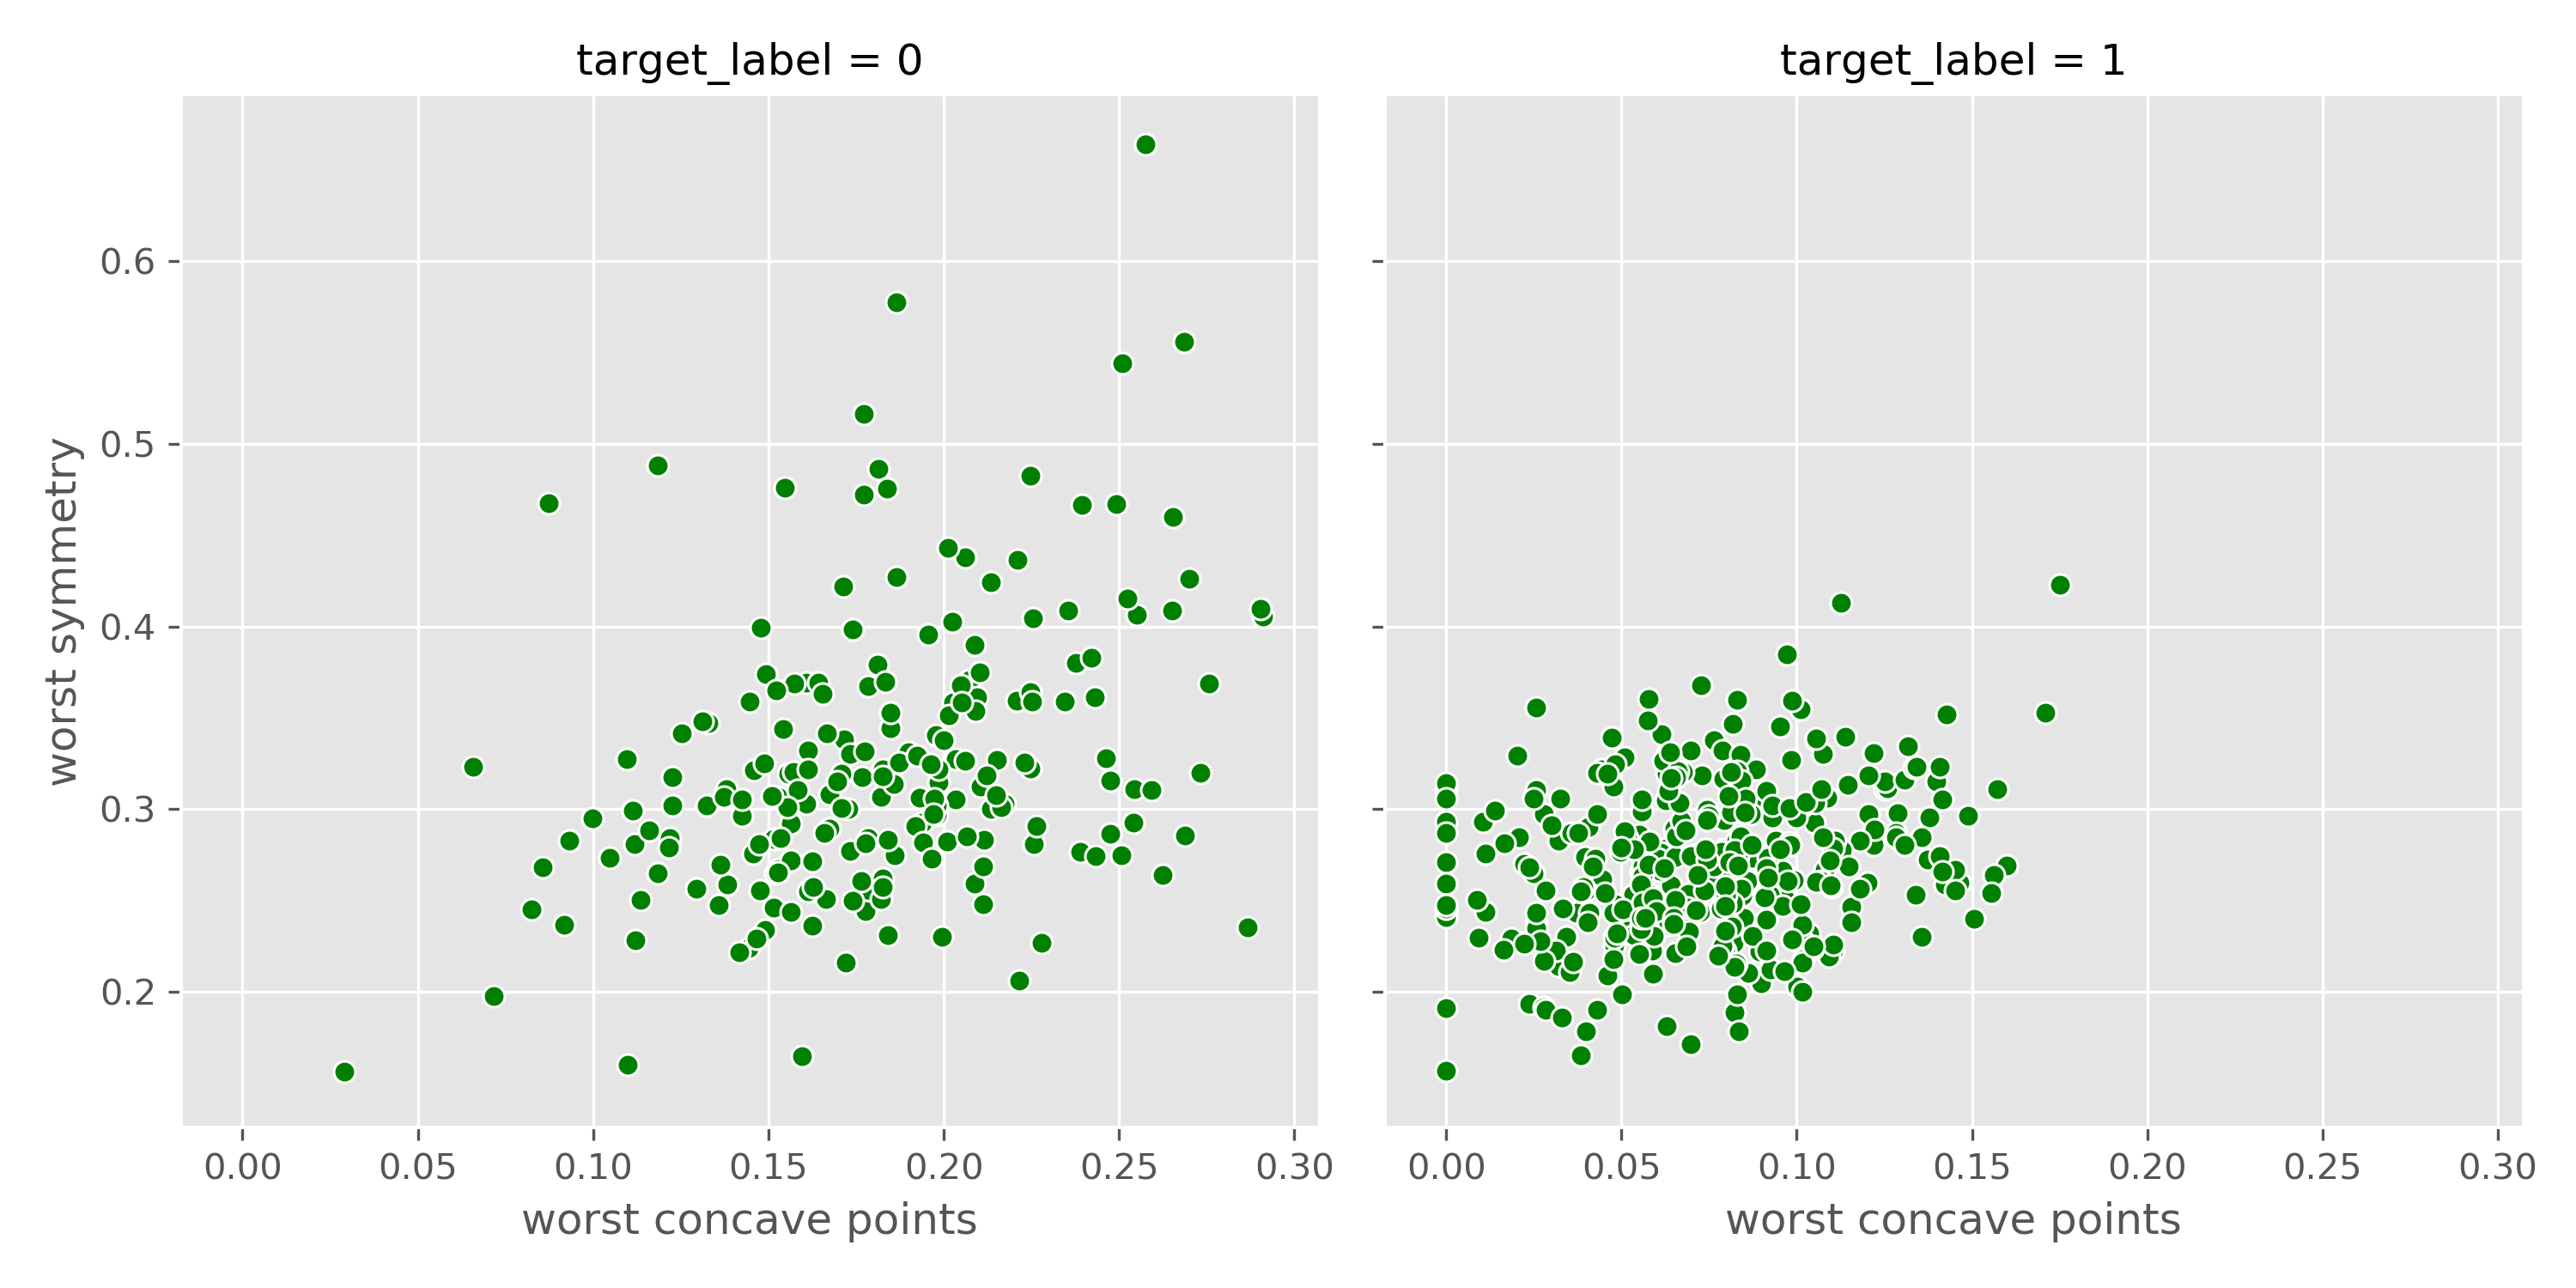 target_label = 0
target_label = 1
worst symmetry
0.6
0.5
0.4
0.3
0.2
0.00 0.05 0.10 0.15 0.20 0.25 0.30
0.00 0.05 0.10 0.15 0.20 0.25 0.30
worst concave points
worst concave points